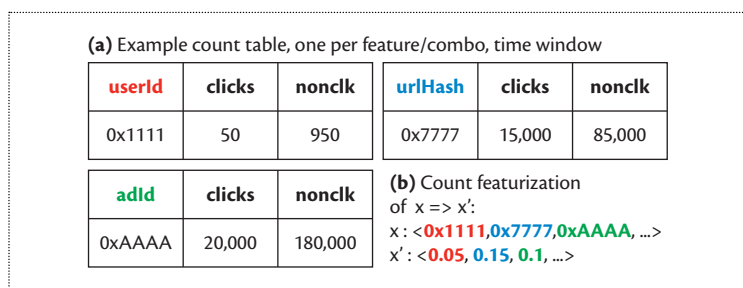 (a) Example count table, one per feature/combo, time window
userId clicks nonclk
0x1111 50 950
urlHash clicks nonclk
0x7777 15,000 85,000
adId clicks nonclk
0xAAAA 20,000 180,000
(b) Count featurization
of x => x':
x : <0x1111,0x7777,0xAAAA, ...>
x' : <0.05, 0.15, 0.1, ...>